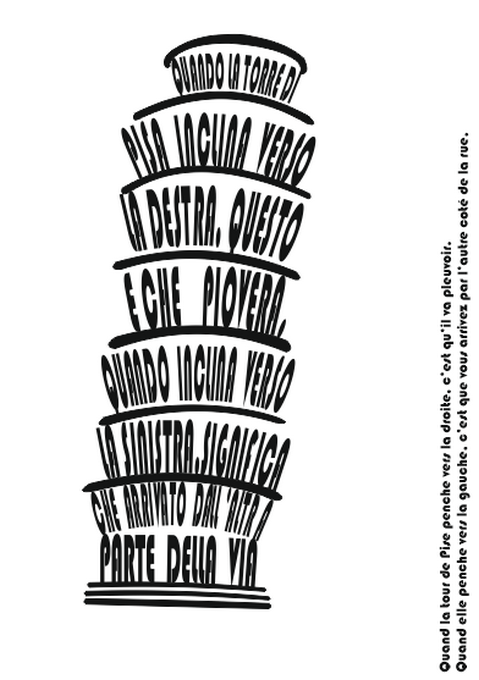 QUANDO LA TORRE DI
PISA INCLINA VERSO
LA DESTRA, QUESTO
E CHE PIOVERA,
QUANDO INCLINA VERSO
LA SINISTRA,SIGNIFICA
CHE ARRIVATO DAL
PARTE DELLA VIA
Quand la tour de Pise penche vers la droite, c'est qu'il va pleuvoir.
Quand elle penche vers la gauche, c'est que vous arrivez par l'autre coté de la rue.